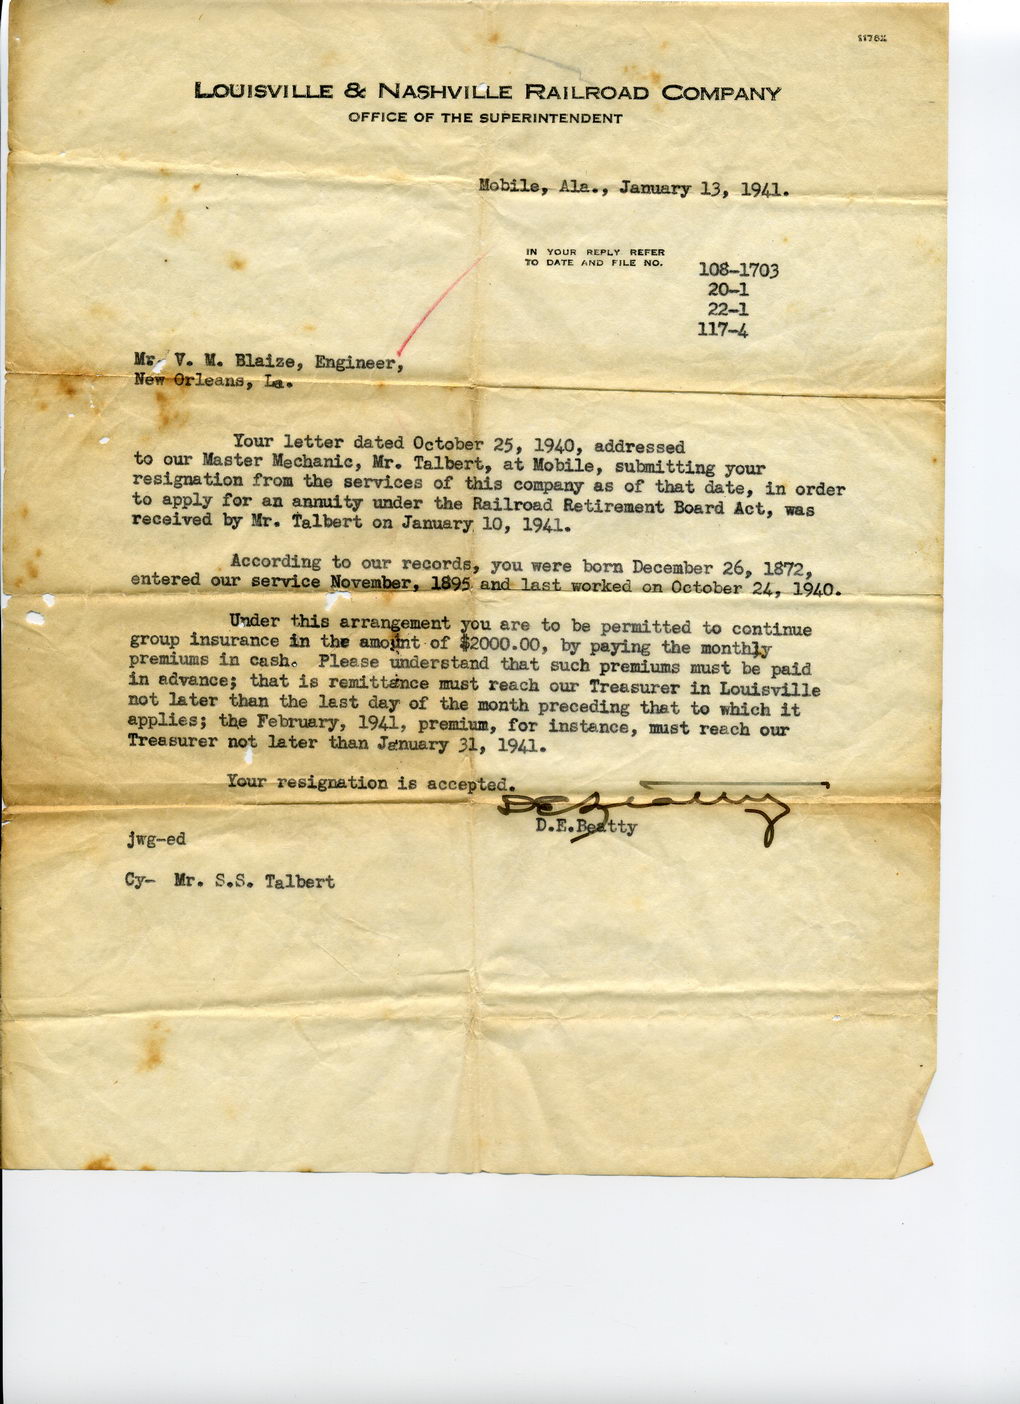 LOUISVILLE & NASHVILLE RAILROAD COMPANY
OFFICE OF THE SUPERINTENDENT
Mobile, Ala., January 13, 1941.
IN YOUR REPLY REFER
TO DATE AND FILE NO.
108-1703
20-1
22-1
117-4
Mr. V. M. Blaize, Engineer,
New Orleans, La.
Your letter dated October 25, 1940, addressed
to our Master Mechanic, Mr. Talbert, at Mobile, submitting your
resignation from the services of this company as of that date, in order
to apply for an annuity under the Railroad Retirement Board Act, was
received by Mr. Talbert on January 10, 1941.
According to our records, you were born December 26, 1872,
entered our service November, 1895 and last worked on October 24, 1940.
Under this arrangement you are to be permitted to continue
group insurance in the amount of $2000.00, by paying the monthly
premiums in cash. Please understand that such premiums must be paid
in advance; that is remittance must reach our Treasurer in Louisville
not later than the last day of the month preceding that to which it
applies; the February, 1941, premium, for instance, must reach our
Treasurer not later than January 31, 1941.
Your resignation is accepted.
DE Beatty
D.E.Beatty
jwg-ed
Cy- Mr. S.S. Talbert